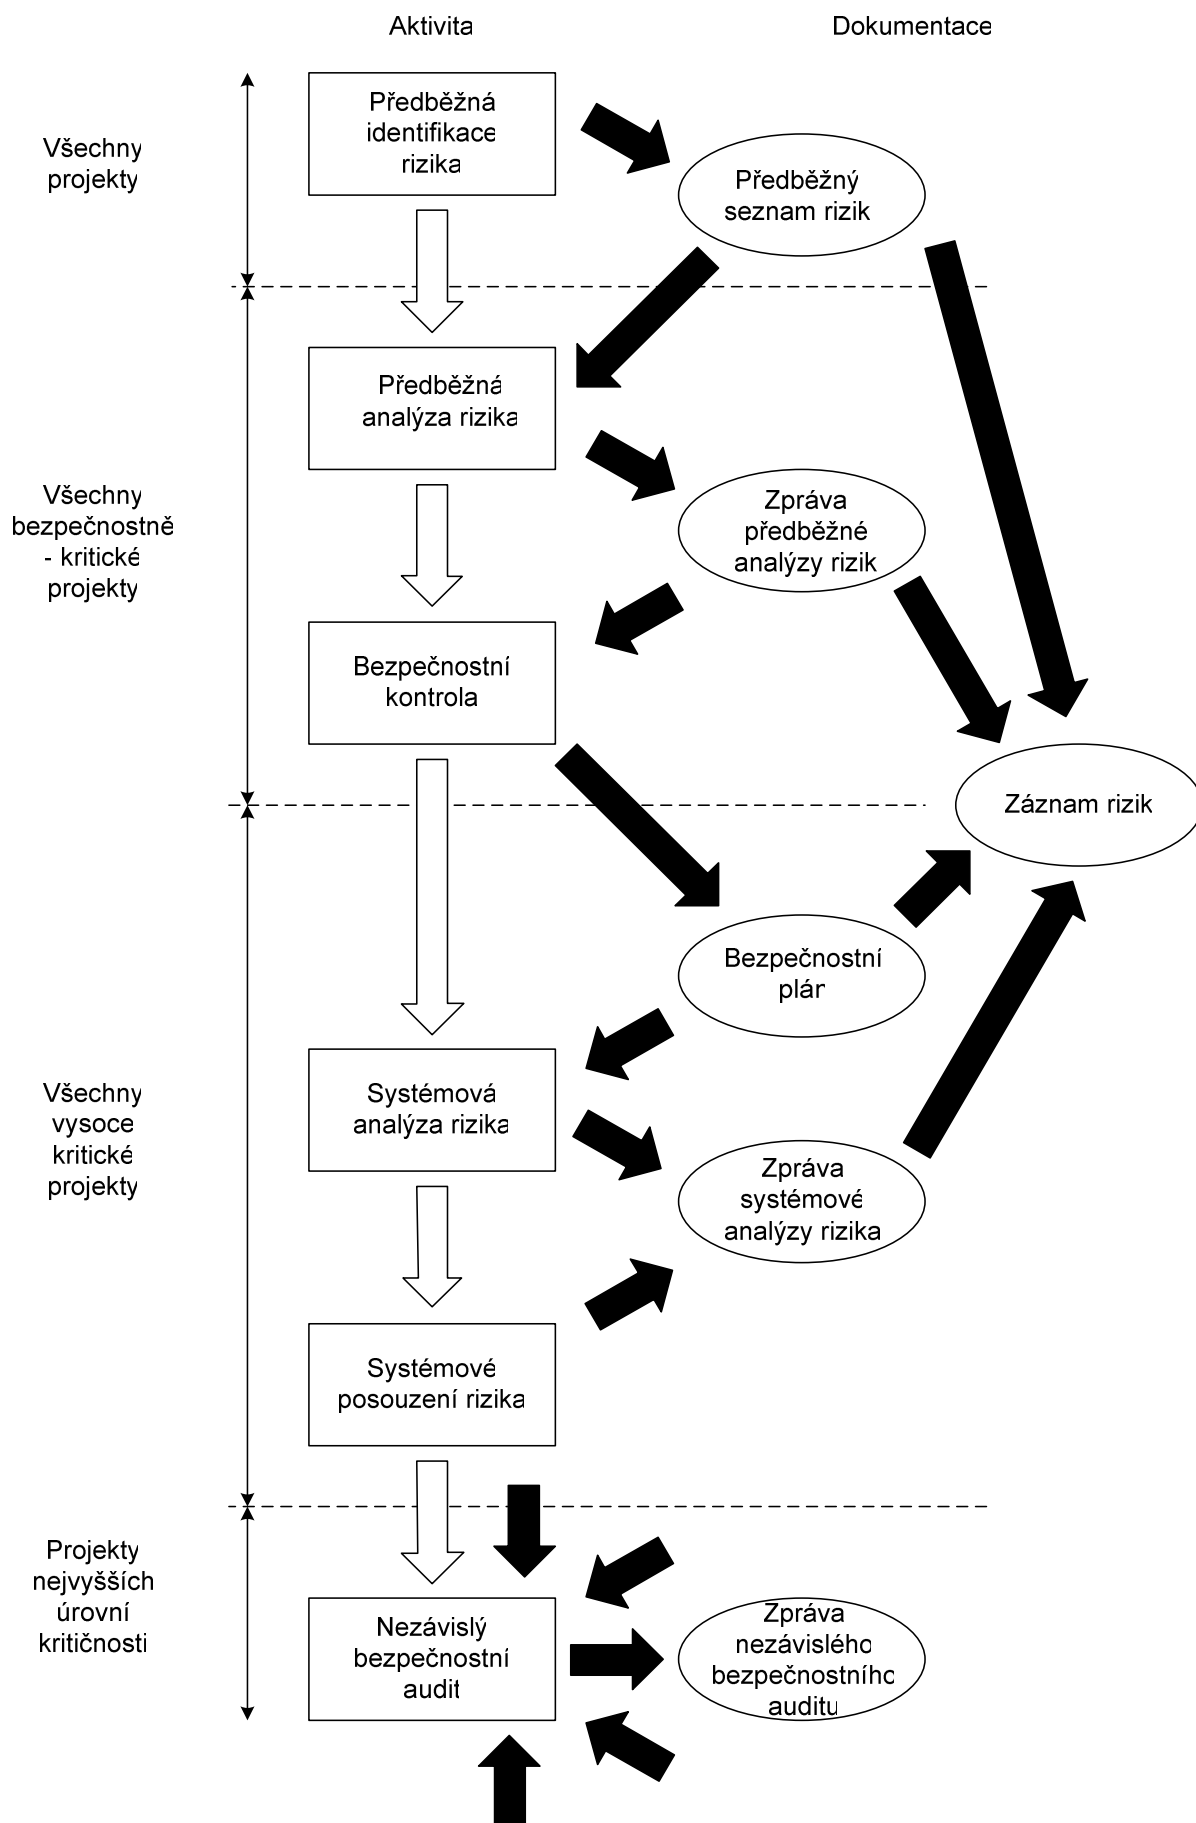 Aktivita
Dokumentace
Všechny
projekty
Předběžná
identifikace
rizika
Předběžný
seznam rizik
Všechny
bezpečnostně
- kritické
projekty
Předběžná
analýza rizika
Zpráva
předběžné
analýzy rizik
Bezpečnostní
kontrola
Záznam rizik
Bezpečnostní
plán
Všechny
vysoce
kritické
projekty
Systémová
analýza rizika
Zpráva
systémové
analýzy rizika
Systémové
posouzení rizika
Projekty
nejvyšších
úrovní
kritičnosti
Nezávislý
bezpečnostní
audit
Zpráva
nezávislého
bezpečnostního
auditu